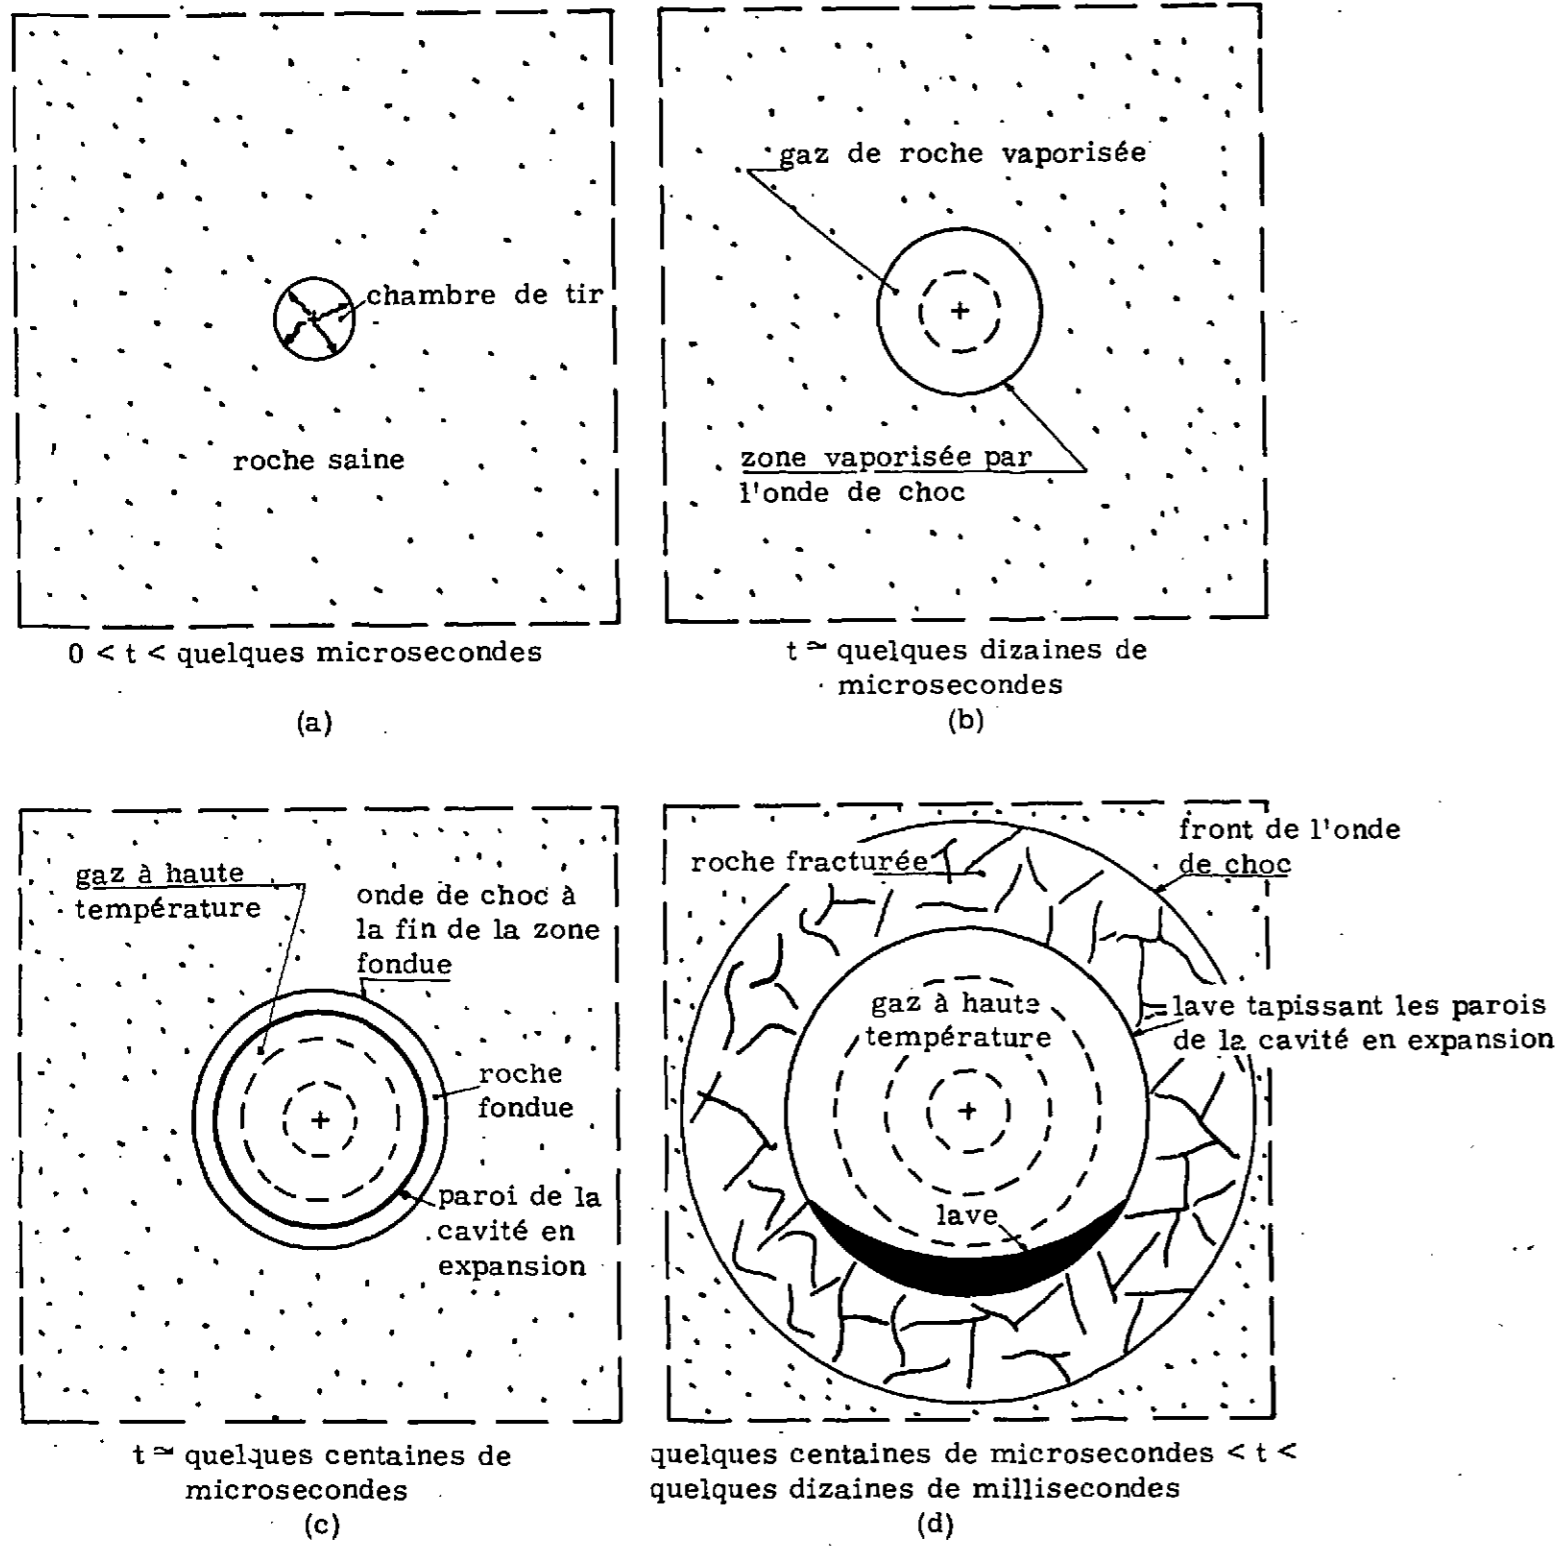 chambre de tir
roche saine
0 < t < quelques microsecondes
(a)
gaz de roche vaporisée
zone vaporisée par
l'onde de choc
t ≃ quelques dizaines de
microsecondes
(b)
gaz à haute
température
onde de choc à
la fin de la zone
fondue
roche
fondue
paroi de la
cavité en
expansion
t ≃ quelques centaines de
microsecondes
(c)
front de l'onde
de choc
roche fracturée
gaz à haute
température
lave tapissant les parois
de la cavité en expansion
lave
quelques centaines de microsecondes < t <
quelques dizaines de millisecondes
(d)